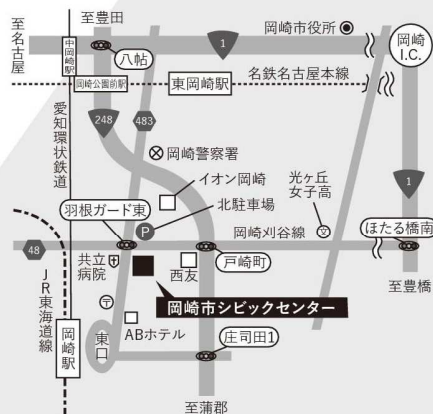 至豊田
岡崎市役所
至名古屋
中岡崎駅
八帖
1
岡崎
I.C.
名鉄名古屋本線
岡崎公園前駅
東岡崎駅
愛知環状鉄道
248
483
岡崎警察署
1
イオン岡崎
光ヶ丘
女子高
羽根ガード東
北駐車場
P
岡崎刈谷線
ほたる橋南
48
共立
病院
西友
戸崎町
至豊橋
岡崎市シビックセンター
JR東海道線
岡崎駅
東口
ABホテル
庄司田1
至蒲郡